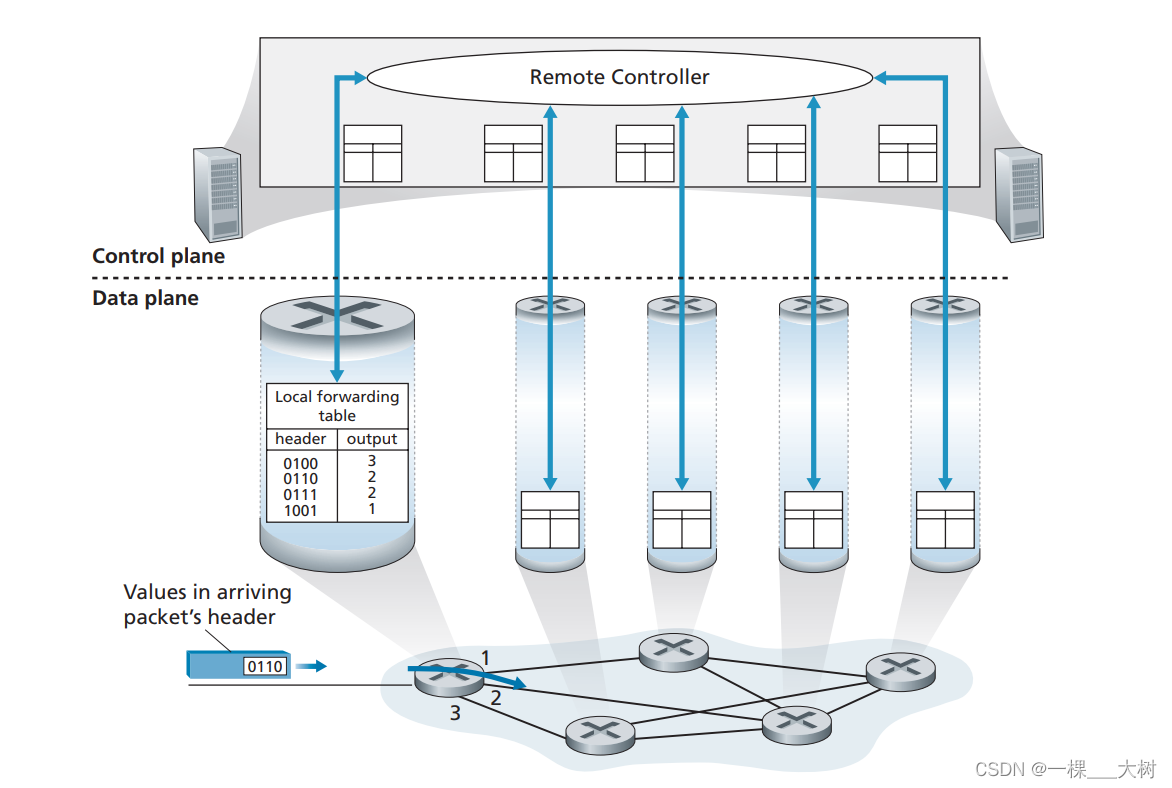 Remote Controller
Control plane
Data plane
Local forwarding
table
header output
0100 3
0110 2
0111 2
1001 1
Values in arriving
packet's header
0110
1
2
3
CSDN @一棵___大树